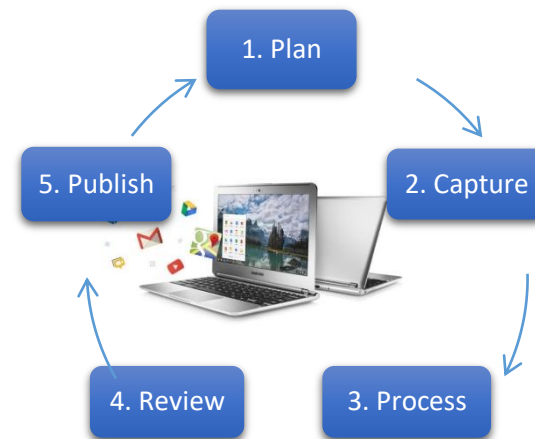 1. Plan
2. Capture
3. Process
4. Review
5. Publish